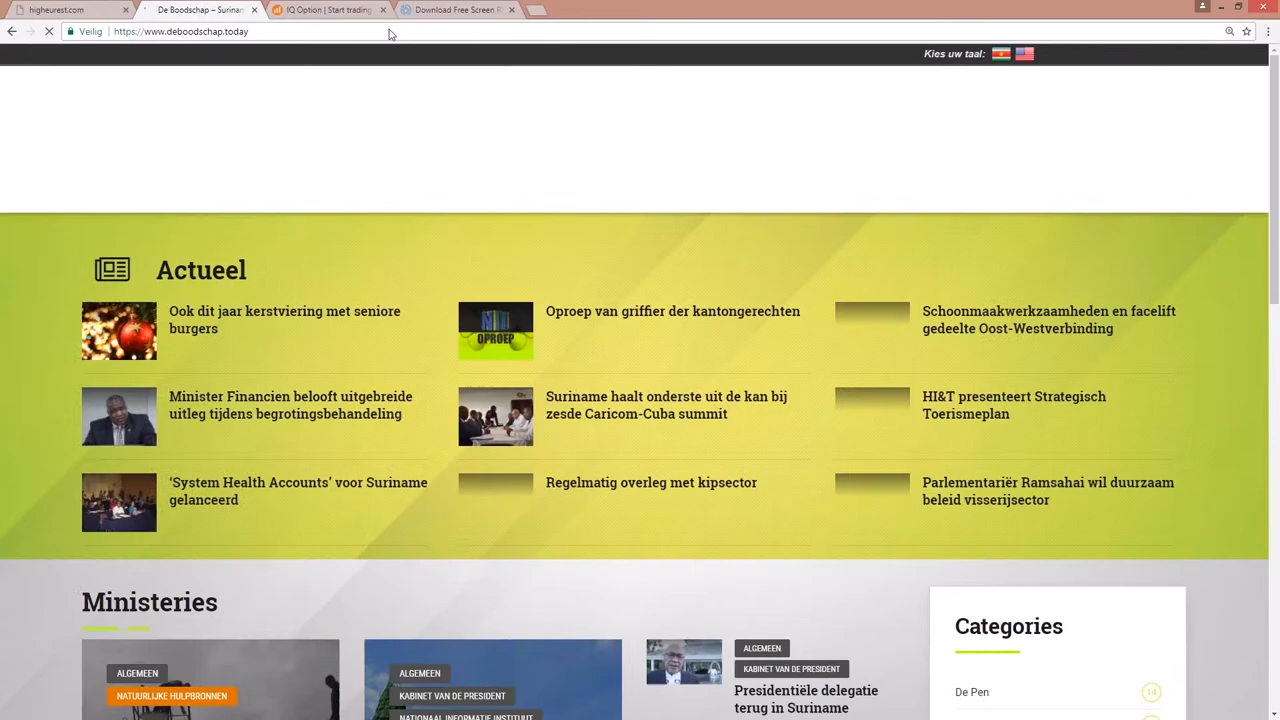 higheurest.com
De Boodschap – Surinam
IQ Option | Start trading
Download Free Screen R
Veilig
https://www.deboodschap.today
Kies uw taal:
Actueel
Ook dit jaar kerstviering met seniore
burgers
Oproep van griffier der kantongerechten
Schoonmaakwerkzaamheden en facelift
gedeelte Oost-Westverbinding
OPROEP
Minister Financien belooft uitgebreide
uitleg tijdens begrotingsbehandeling
Suriname haalt onderste uit de kan bij
zesde Caricom-Cuba summit
HI&T presenteert Strategisch
Toerismeplan
‘System Health Accounts’ voor Suriname
gelanceerd
Regelmatig overleg met kipsector
Parlementariër Ramsahai wil duurzaam
beleid visserijsector
Ministeries
Categories
ALGEMEEN
NATUURLIJKE HULPBRONNEN
ALGEMEEN
KABINET VAN DE PRESIDENT
NATIONAAL INFORMATIE INSTITUUT
ALGEMEEN
KABINET VAN DE PRESIDENT
Presidentiële delegatie
terug in Suriname
De Pen
14